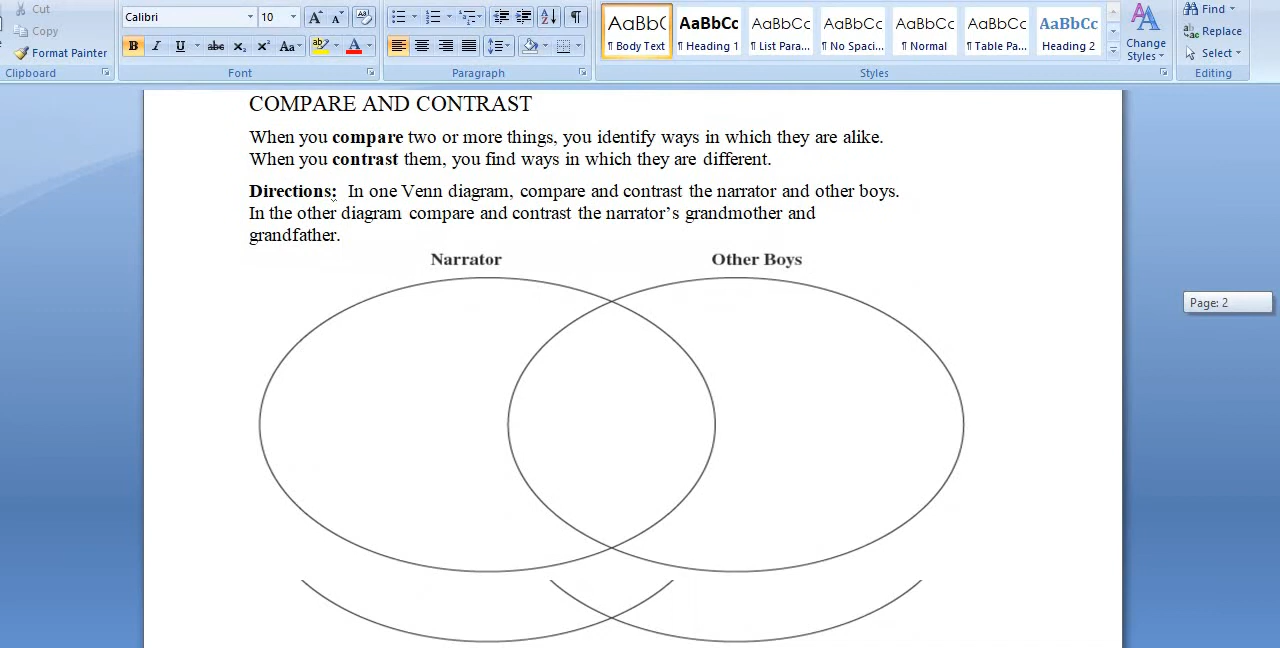 Cut
Copy
Format Painter
Clipboard
Calibri
10
B I U abc X₂ X² Aa
Font
Paragraph
AaBbC AaBbCc AaBbCc AaBbCc AaBbCc AaBbCc AaBbCc
¶ Body Text ¶ Heading 1 ¶ List Para... ¶ No Spaci... ¶ Normal ¶ Table Pa... Heading 2
Styles
Change
Styles
Find
Replace
Select
Editing
COMPARE AND CONTRAST
When you compare two or more things, you identify ways in which they are alike.
When you contrast them, you find ways in which they are different.
Directions: In one Venn diagram, compare and contrast the narrator and other boys.
In the other diagram compare and contrast the narrator’s grandmother and
grandfather.
Narrator Other Boys
Page: 2